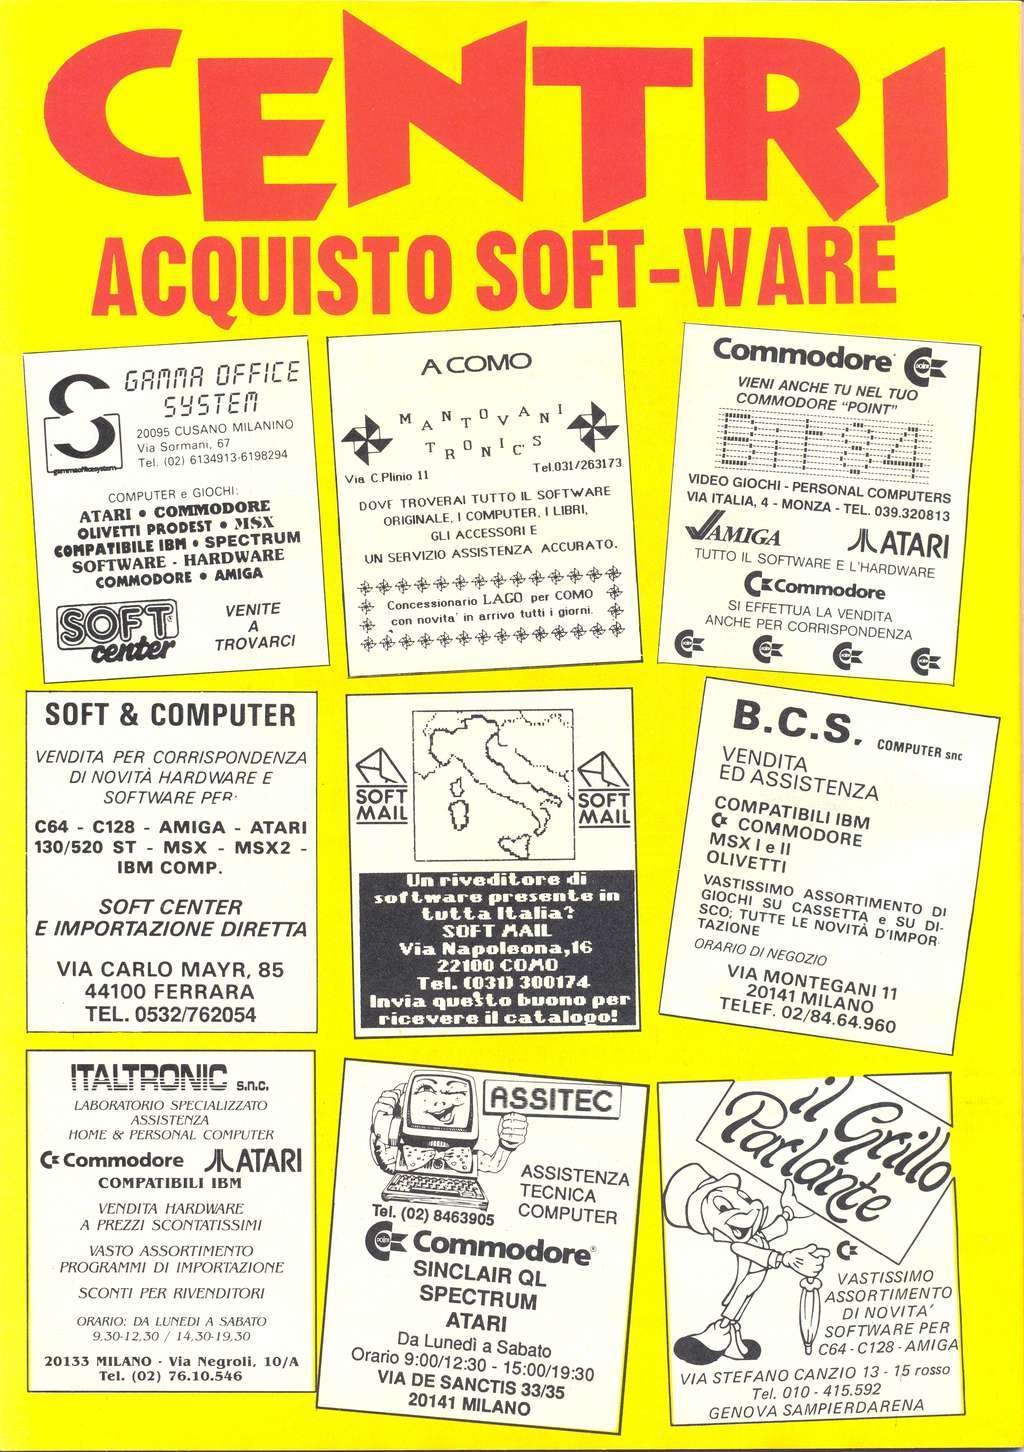 CENTRI
ACQUISTO SOFT-WARE
GAMMA OFFICE
SYSTEM
20095 CUSANO MILANINO
Via Sormani, 67
Tel. (02) 6134913-6198294
gammaofficesystem
COMPUTER e GIOCHI:
ATARI • COMMODORE
OLIVETTI PRODEST • MSX
COMPATIBILE IBM • SPECTRUM
SOFTWARE - HARDWARE
COMMODORE • AMIGA
SOFT
center
VENITE
A
TROVARCI
A COMO
MANTOVANI
TRONIC'S
Via C.Plinio 11
Tel.031/263173
DOVE TROVERAI TUTTO IL SOFTWARE
ORIGINALE, I COMPUTER, I LIBRI,
GLI ACCESSORI E
UN SERVIZIO ASSISTENZA ACCURATO.
Concessionario LAGO per COMO
con novita' in arrivo tutti i giorni.
Commodore
point
VIENI ANCHE TU NEL TUO
COMMODORE "POINT"
Bit84
VIDEO GIOCHI - PERSONAL COMPUTERS
VIA ITALIA, 4 - MONZA - TEL. 039.320813
AMIGA
ATARI
TUTTO IL SOFTWARE E L'HARDWARE
Commodore
SI EFFETTUA LA VENDITA
ANCHE PER CORRISPONDENZA
SOFT & COMPUTER
VENDITA PER CORRISPONDENZA
DI NOVITÀ HARDWARE E
SOFTWARE PER:
C64 - C128 - AMIGA - ATARI
130/520 ST - MSX - MSX2 -
IBM COMP.
SOFT CENTER
E IMPORTAZIONE DIRETTA
VIA CARLO MAYR, 85
44100 FERRARA
TEL. 0532/762054
SOFT
MAIL
SOFT
MAIL
Un riveditore di
software presente in
tutta Italia?
SOFT MAIL
Via Napoleona,16
22100 COMO
Tel. (031) 300174
Invia questo buono per
ricevere il catalogo!
B.C.S. COMPUTER snc
VENDITA
ED ASSISTENZA
COMPATIBILI IBM
COMMODORE
MSX I e II
OLIVETTI
VASTISSIMO ASSORTIMENTO DI
GIOCHI SU CASSETTA e SU DI-
SCO; TUTTE LE NOVITÀ D'IMPOR-
TAZIONE
ORARIO DI NEGOZIO
VIA MONTEGANI 11
20141 MILANO
TELEF. 02/84.64.960
ITALTRONIC s.n.c.
LABORATORIO SPECIALIZZATO
ASSISTENZA
HOME & PERSONAL COMPUTER
Commodore ATARI
COMPATIBILI IBM
VENDITA HARDWARE
A PREZZI SCONTATISSIMI
VASTO ASSORTIMENTO
PROGRAMMI DI IMPORTAZIONE
SCONTI PER RIVENDITORI
ORARIO: DA LUNEDI A SABATO
9.30-12.30 / 14.30-19.30
20133 MILANO - Via Negroli, 10/A
Tel. (02) 76.10.546
ASSITEC
ASSISTENZA
TECNICA
COMPUTER
Tel. (02) 8463905
point
Commodore®
SINCLAIR QL
SPECTRUM
ATARI
Da Lunedì a Sabato
Orario 9:00/12:30 - 15:00/19:30
VIA DE SANCTIS 33/35
20141 MILANO
il Grillo
Parlante
VASTISSIMO
ASSORTIMENTO
DI NOVITA'
SOFTWARE PER
C64 - C128 - AMIGA
VIA STEFANO CANZIO 13 - 15 rosso
Tel. 010 - 415.592
GENOVA SAMPIERDARENA